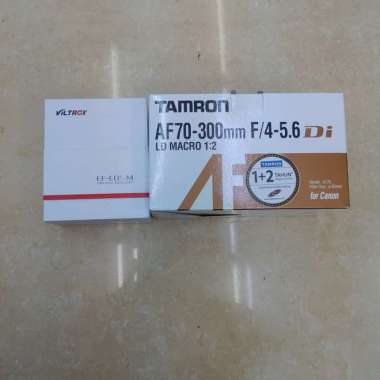 VILTROX
EF-EOS M
TAMRON
AF70-300mm F/4-5.6 Di
LD MACRO 1:2
AF
TAMRON
1+2
for Canon